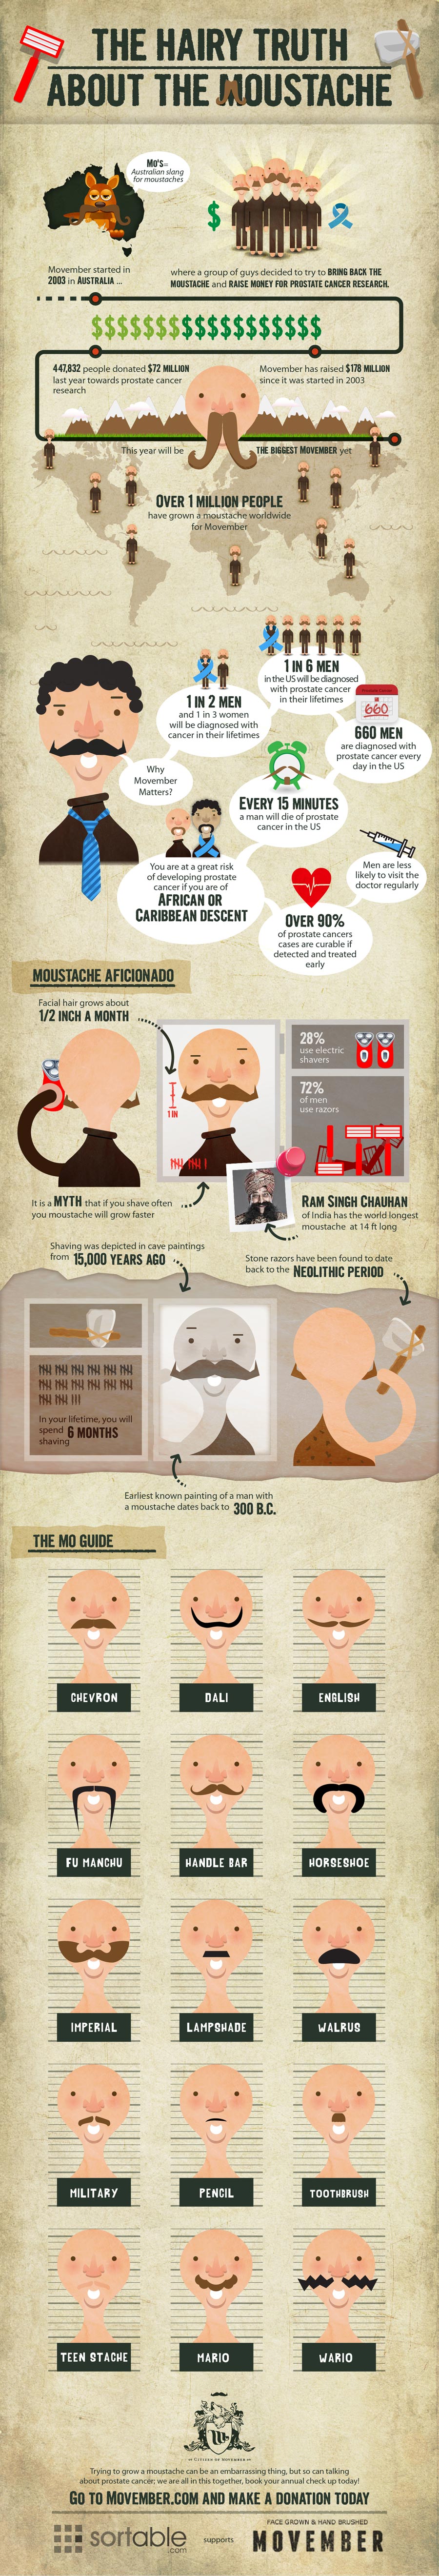 THE HAIRY TRUTH
ABOUT THE MOUSTACHE
MO'S=
Australian slang
for moustaches
Movember started in
2003 in AUSTRALIA ...
where a group of guys decided to try to BRING BACK THE
MOUSTACHE and RAISE MONEY FOR PROSTATE CANCER RESEARCH.
447,832 people donated $72 MILLION
last year towards prostate cancer
research
Movember has raised $178 MILLION
since it was started in 2003
This year will be THE BIGGEST MOVEMBER yet
OVER 1 MILLION PEOPLE
have grown a moustache worldwide
for Movember
1 IN 6 MEN
in the US will be diagnosed
with prostate cancer
in their lifetimes
1 IN 2 MEN
and 1 in 3 women
will be diagnosed with
cancer in their lifetimes
660
660 MEN
are diagnosed with
prostate cancer every
day in the US
Why
Movember
Matters?
EVERY 15 MINUTES
a man will die of prostate
cancer in the US
You are at a great risk
of developing prostate
cancer if you are of
AFRICAN OR
CARIBBEAN DESCENT
Men are less
likely to visit the
doctor regularly
OVER 90%
of prostate cancers
cases are curable if
detected and treated
early
MOUSTACHE AFICIONADO
Facial hair grows about
1/2 INCH A MONTH
1 IN
28%
use electric
shavers
72%
of men
use razors
It is a MYTH that if you shave often
you moustache will grow faster
RAM SINGH CHAUHAN
of India has the world longest
moustache at 14 ft long
Shaving was depicted in cave paintings
from 15,000 YEARS AGO
Stone razors have been found to date
back to the NEOLITHIC PERIOD
In your lifetime, you will
spend 6 MONTHS
shaving
Earliest known painting of a man with
a moustache dates back to 300 B.C.
THE MO GUIDE
CHEVRON
DALI
ENGLISH
FU MANCHU
HANDLE BAR
HORSESHOE
IMPERIAL
LAMPSHADE
WALRUS
MILITARY
PENCIL
TOOTHBRUSH
TEEN STACHE
MARIO
WARIO
Trying to grow a moustache can be an embarrassing thing, but so can talking
about prostate cancer; we are all in this together, book your annual check up today!
GO TO MOVEMBER.COM AND MAKE A DONATION TODAY
sortable
.com
supports
FACE GROWN & HAND BRUSHED
MOVEMBER